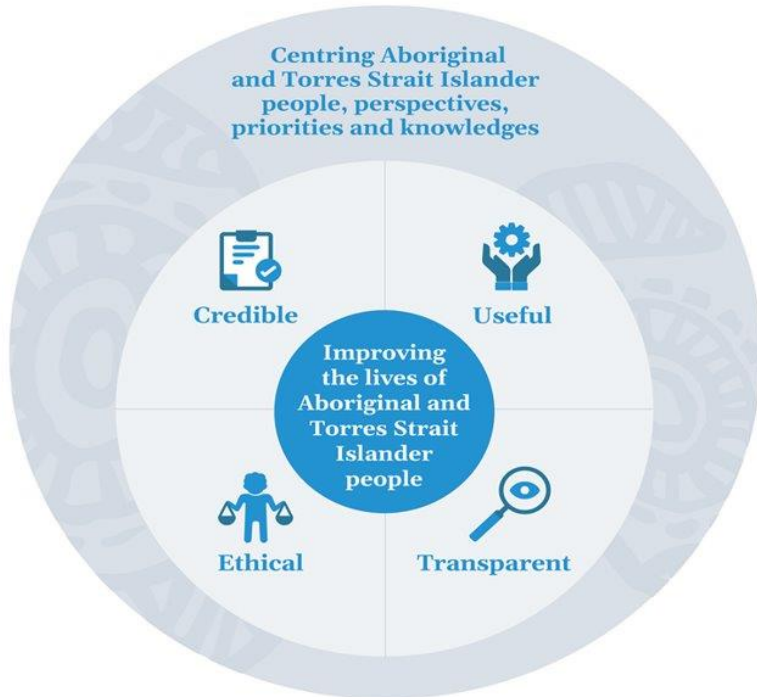 Centring Aboriginal
and Torres Strait Islander
people, perspectives,
priorities and knowledges
Credible
Useful
Improving
the lives of
Aboriginal and
Torres Strait
Islander
people
Ethical
Transparent